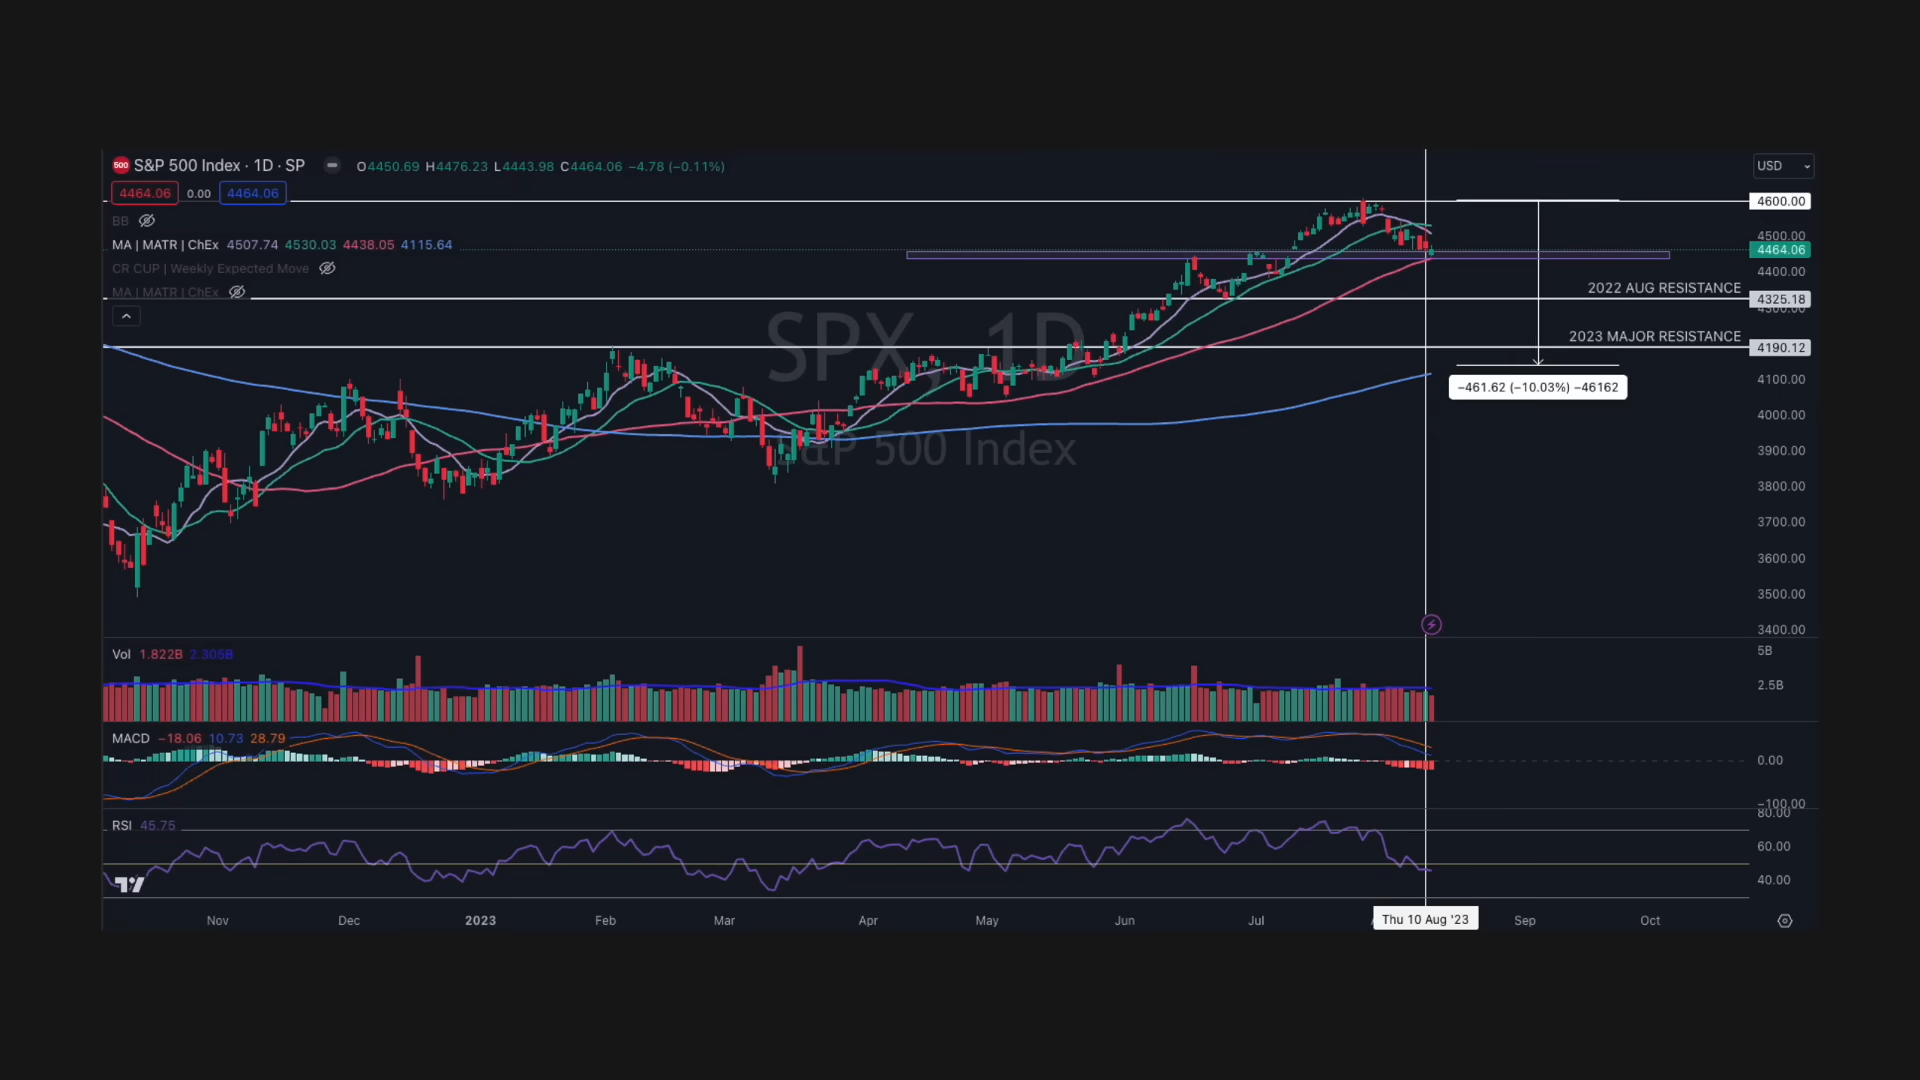 500 S&P 500 Index · 1D · SP O4450.69 H4476.23 L4443.98 C4464.06 −4.78 (−0.11%)
USD
4464.06 0.00 4464.06
4600.00
BB
4500.00
MA | MATR | ChEx 4507.74 4530.03 4438.05 4115.64
4464.06
CR CUP | Weekly Expected Move
4400.00
MA | MATR | ChEx
2022 AUG RESISTANCE
4325.18
4300.00
2023 MAJOR RESISTANCE
4190.12
SPX, 1D
S&P 500 Index
4100.00
−461.62 (−10.03%) −46162
4000.00
3900.00
3800.00
3700.00
3600.00
3500.00
3400.00
Vol 1.822B 2.305B
5B
2.5B
MACD −18.06 10.73 28.79
0.00
−100.00
RSI 45.75
80.00
60.00
40.00
Nov Dec 2023 Feb Mar Apr May Jun Jul Thu 10 Aug '23 Sep Oct